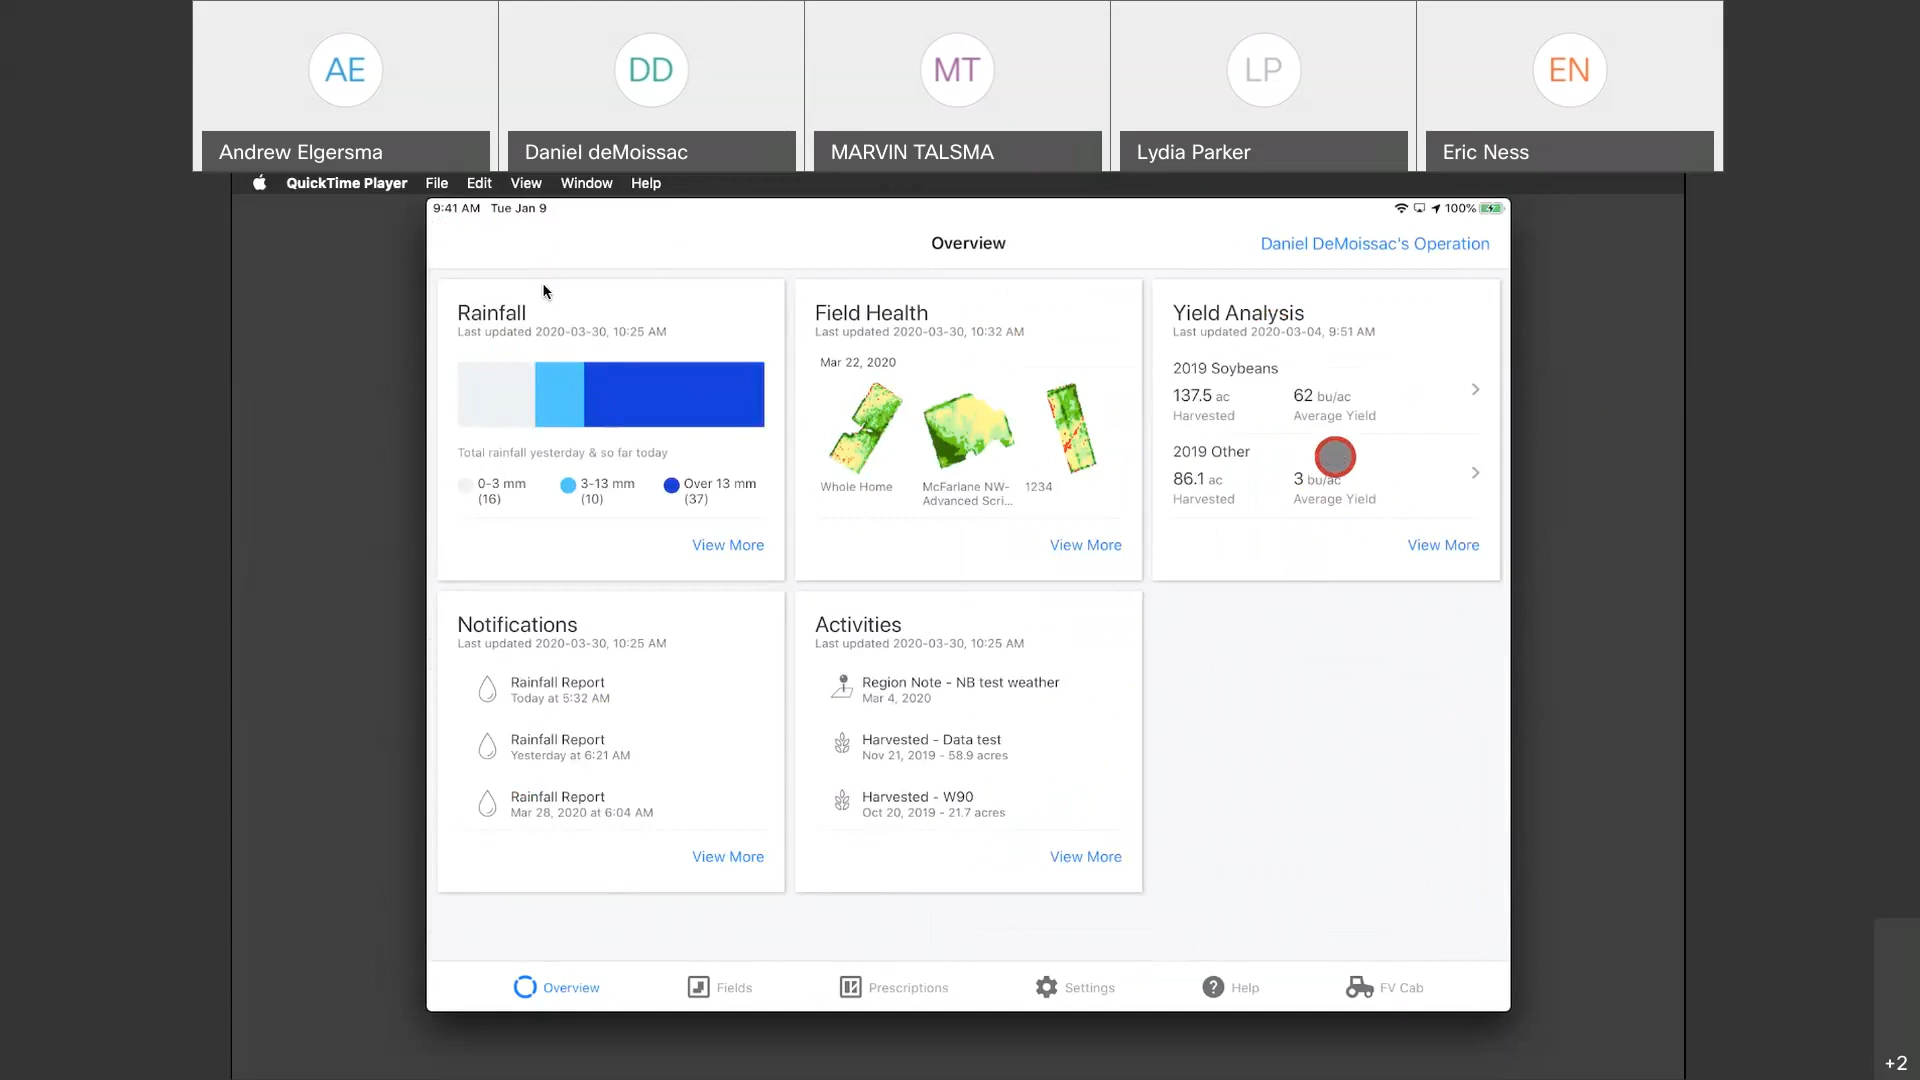 AE
DD
MT
LP
EN
Andrew Elgersma
Daniel deMoissac
MARVIN TALSMA
Lydia Parker
Eric Ness
QuickTime Player File Edit View Window Help
9:41 AM Tue Jan 9
100%
Overview
Daniel DeMoissac's Operation
Rainfall
Last updated 2020-03-30, 10:25 AM
Total rainfall yesterday & so far today
0-3 mm
(16)
3-13 mm
(10)
Over 13 mm
(37)
View More
Field Health
Last updated 2020-03-30, 10:32 AM
Mar 22, 2020
Whole Home
McFarlane NW-
Advanced Scri...
1234
View More
Yield Analysis
Last updated 2020-03-04, 9:51 AM
2019 Soybeans
137.5 ac
Harvested
62 bu/ac
Average Yield
2019 Other
86.1 ac
Harvested
3 bu/ac
Average Yield
View More
Notifications
Last updated 2020-03-30, 10:25 AM
Rainfall Report
Today at 5:32 AM
Rainfall Report
Yesterday at 6:21 AM
Rainfall Report
Mar 28, 2020 at 6:04 AM
View More
Activities
Last updated 2020-03-30, 10:25 AM
Region Note - NB test weather
Mar 4, 2020
Harvested - Data test
Nov 21, 2019 - 58.9 acres
Harvested - W90
Oct 20, 2019 - 21.7 acres
View More
Overview
Fields
Prescriptions
Settings
Help
FV Cab
+2